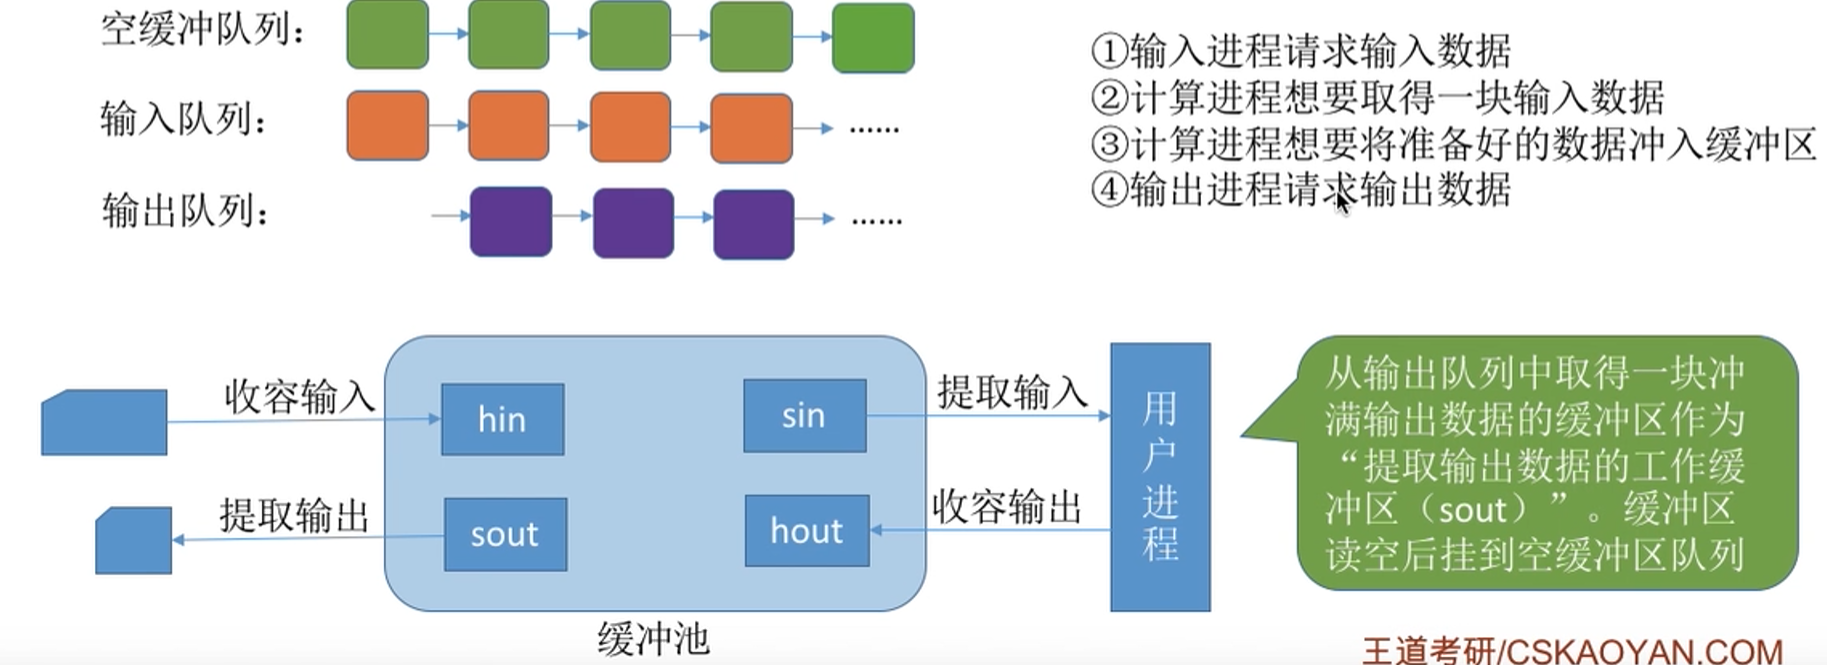 空缓冲队列：
输入队列：
……
输出队列：
……
①输入进程请求输入数据
②计算进程想要取得一块输入数据
③计算进程想要将准备好的数据冲入缓冲区
④输出进程请求输出数据
收容输入
hin
sin
提取输入
提取输出
sout
hout
收容输出
用户进程
缓冲池
从输出队列中取得一块冲
满输出数据的缓冲区作为
“提取输出数据的工作缓
冲区（sout）”。缓冲区
读空后挂到空缓冲区队列
王道考研/CSKAOYAN.COM